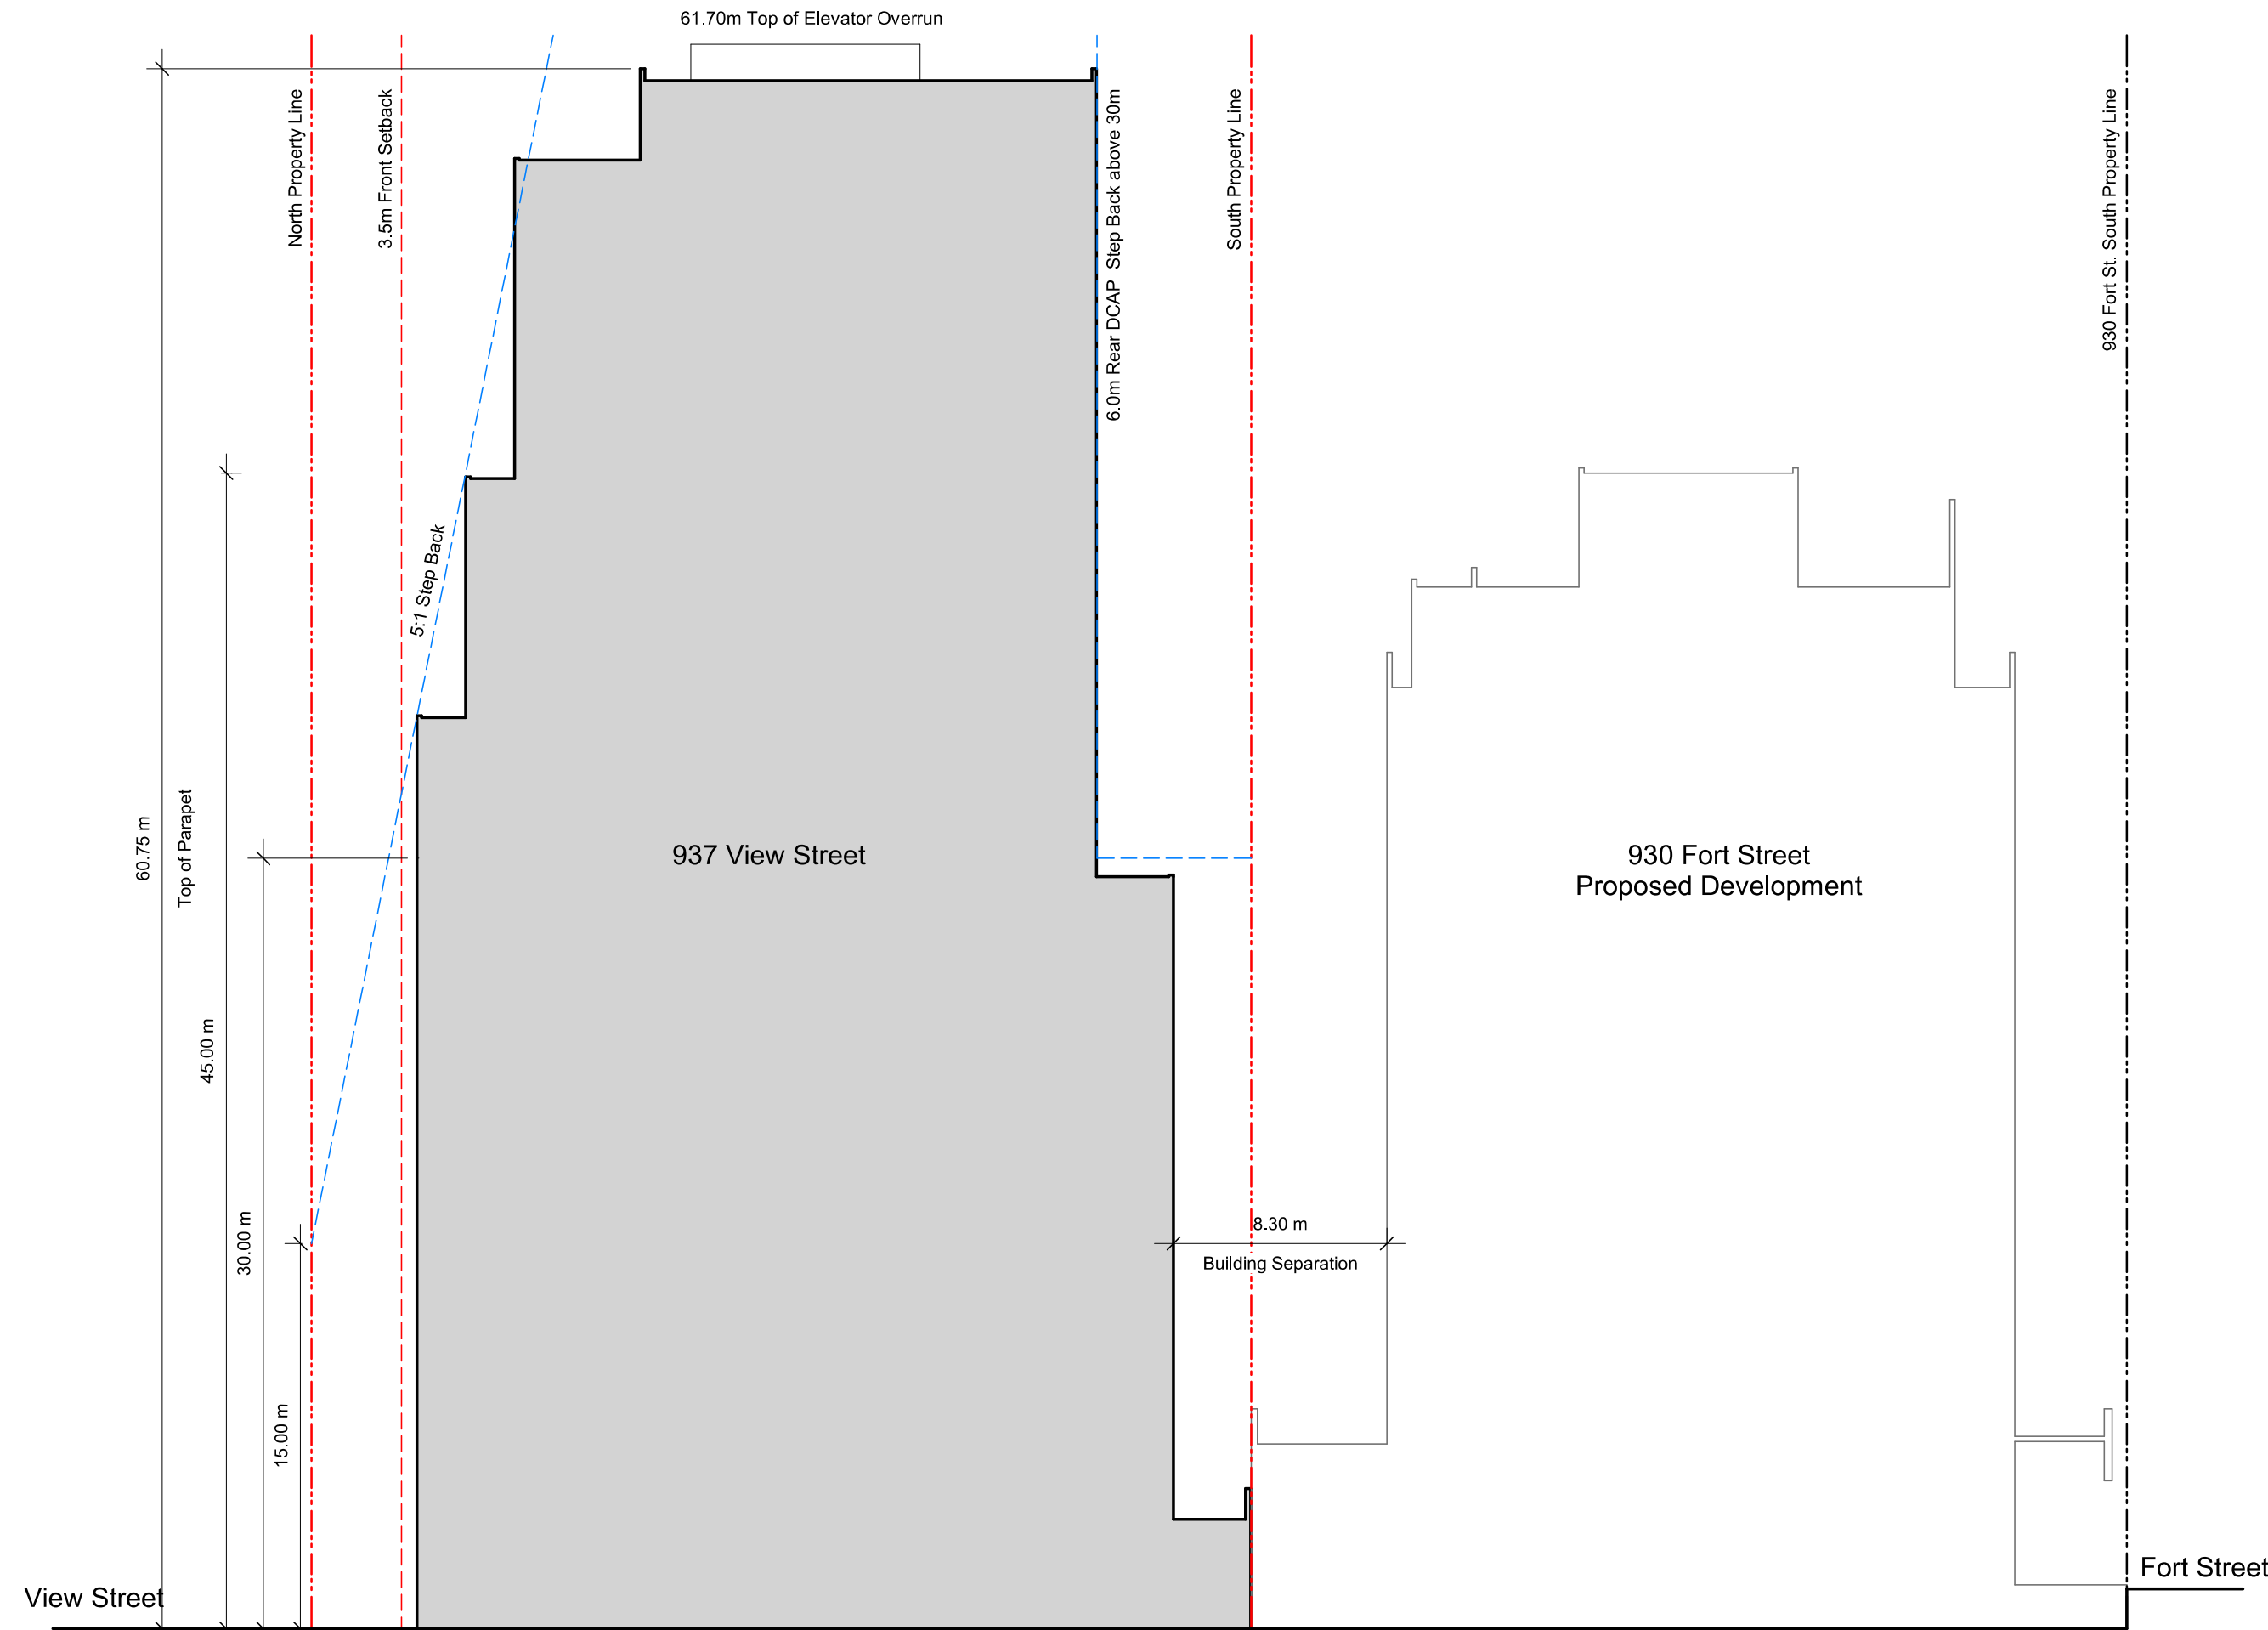 61.70m Top of Elevator Overrun
North Property Line
3.5m Front Setback
6.0m Rear DCAP  Step Back above 30m
South Property Line
930 Fort St. South Property Line
5:1 Step Back
60.75 m
Top of Parapet
45.00 m
30.00 m
15.00 m
937 View Street
930 Fort Street
Proposed Development
8.30 m
Building Separation
View Street
Fort Street